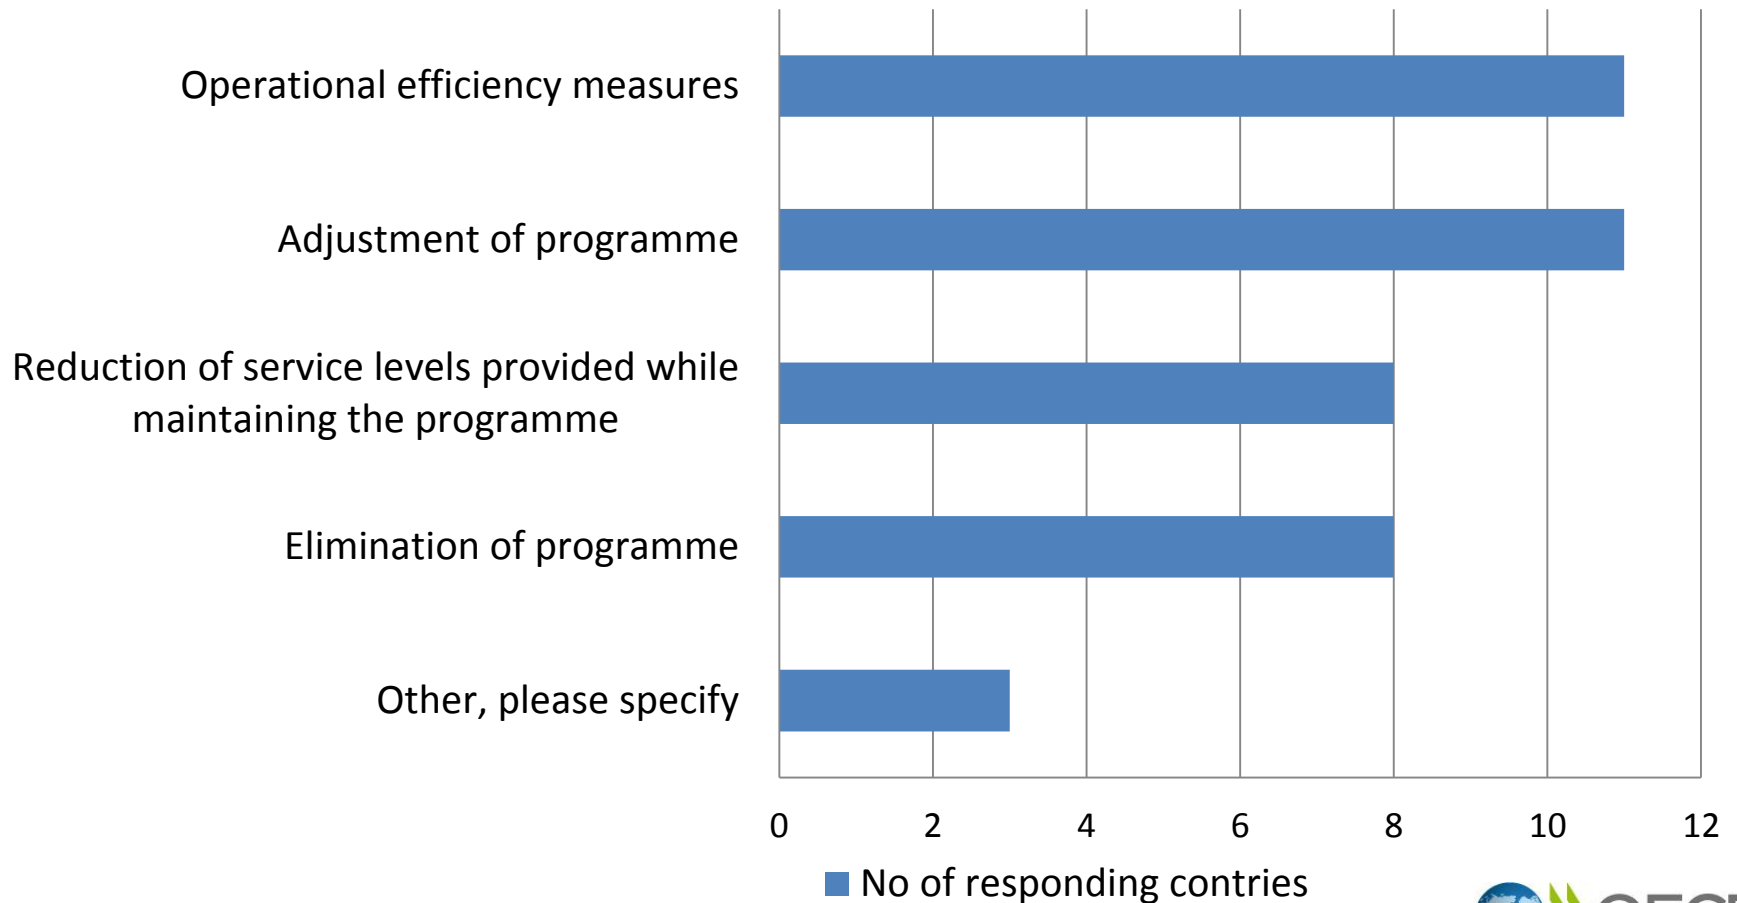 Operational efficiency measures
Adjustment of programme
Reduction of service levels provided while
maintaining the programme
Elimination of programme
Other, please specify
0 2 4 6 8 10 12
No of responding contries